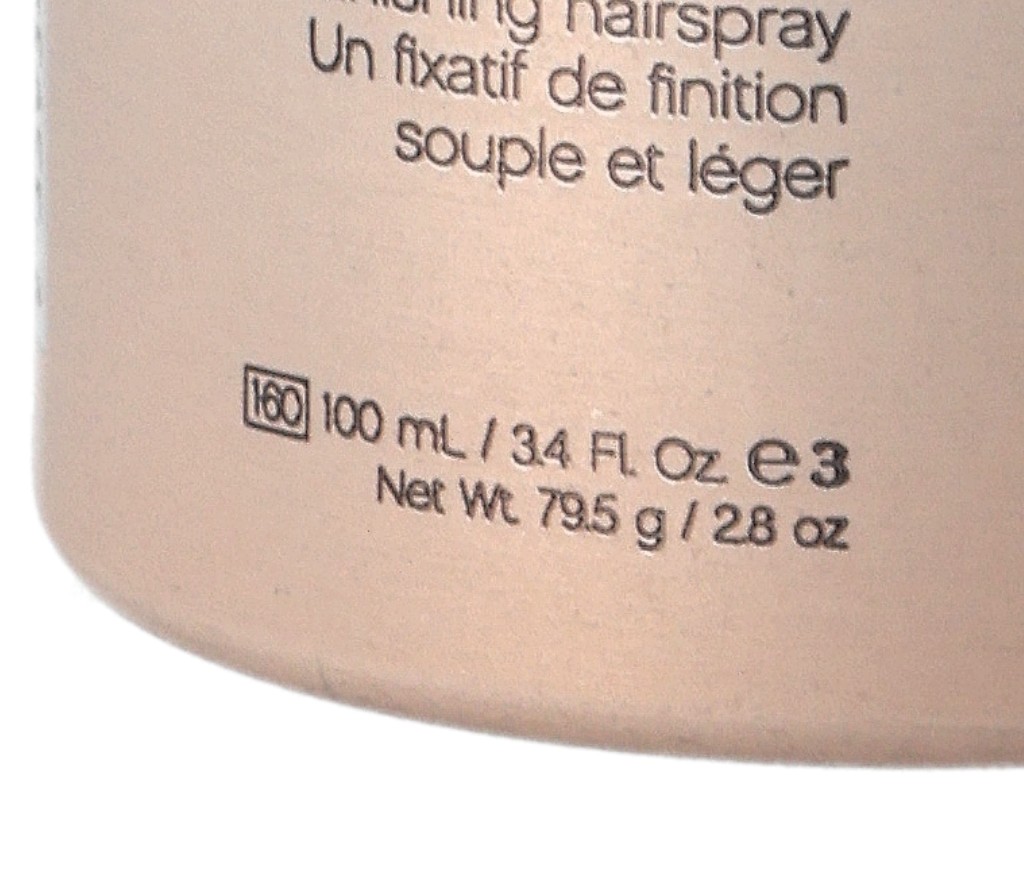 finishing hairspray
Un fixatif de finition
souple et léger
160 100 mL / 3.4 Fl. Oz. ℮ 3
Net Wt. 79.5 g / 2.8 oz